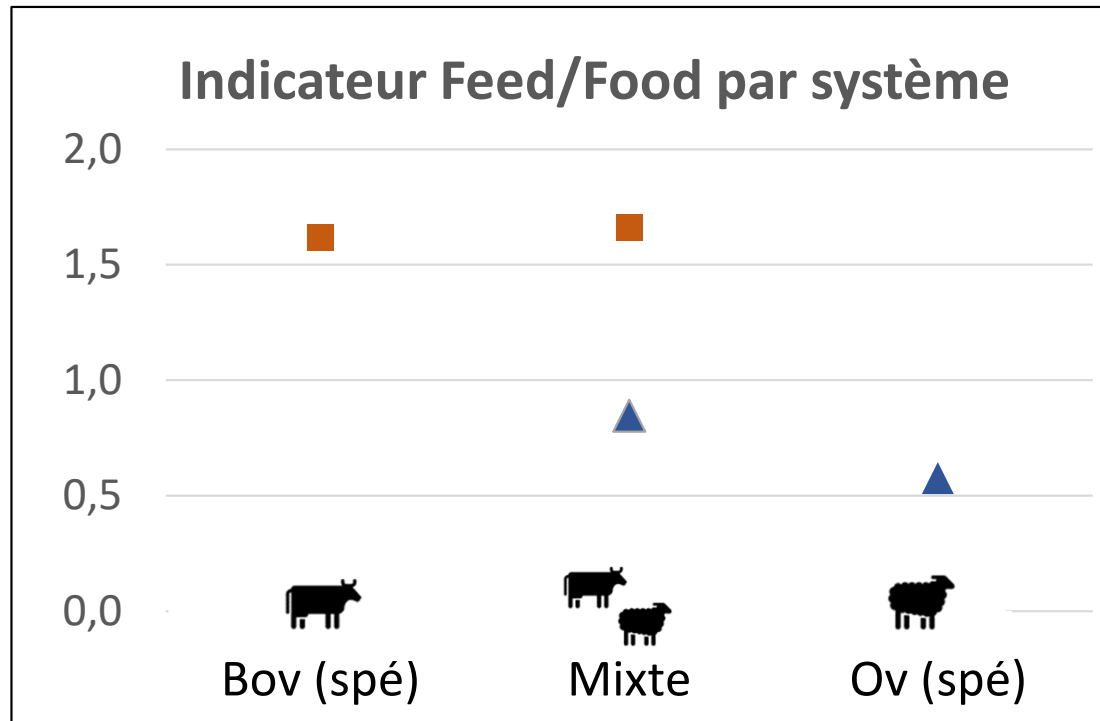 Indicateur Feed/Food par système
2,0
1,5
1,0
0,5
0,0
Bov (spé) Mixte Ov (spé)